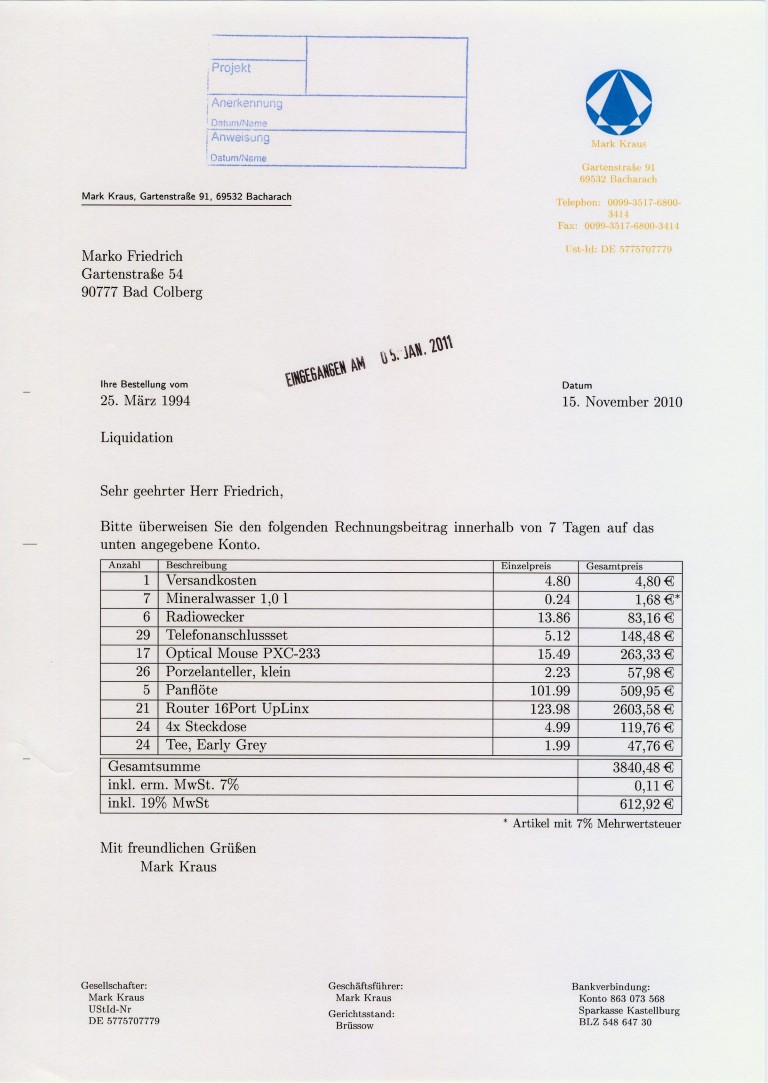 Projekt
Anerkennung
Datum/Name
Anweisung
Datum/Name
Mark Kraus
Gartenstraße 91
69532 Bacharach
Telephon: 0099-3517-6800-
3414
Fax: 0099-3517-6800-3414
Ust-Id: DE 5775707779
Mark Kraus, Gartenstraße 91, 69532 Bacharach
Marko Friedrich
Gartenstraße 54
90777 Bad Colberg
EINGEGANGEN AM 05. JAN. 2011
Ihre Bestellung vom
25. März 1994
Datum
15. November 2010
Liquidation
Sehr geehrter Herr Friedrich,
Bitte überweisen Sie den folgenden Rechnungsbeitrag innerhalb von 7 Tagen auf das
unten angegebene Konto.
Anzahl Beschreibung Einzelpreis Gesamtpreis
1 Versandkosten 4.80 4,80 €
7 Mineralwasser 1,0 l 0.24 1,68 €*
6 Radiowecker 13.86 83,16 €
29 Telefonanschlussset 5.12 148,48 €
17 Optical Mouse PXC-233 15.49 263,33 €
26 Porzelanteller, klein 2.23 57,98 €
5 Panflöte 101.99 509,95 €
21 Router 16Port UpLinx 123.98 2603,58 €
24 4x Steckdose 4.99 119,76 €
24 Tee, Early Grey 1.99 47,76 €
Gesamtsumme 3840,48 €
inkl. erm. MwSt. 7% 0,11 €
inkl. 19% MwSt 612,92 €
* Artikel mit 7% Mehrwertsteuer
Mit freundlichen Grüßen
Mark Kraus
Gesellschafter:
Mark Kraus
UStId-Nr
DE 5775707779
Geschäftsführer:
Mark Kraus
Gerichtsstand:
Brüssow
Bankverbindung:
Konto 863 073 568
Sparkasse Kastellburg
BLZ 548 647 30